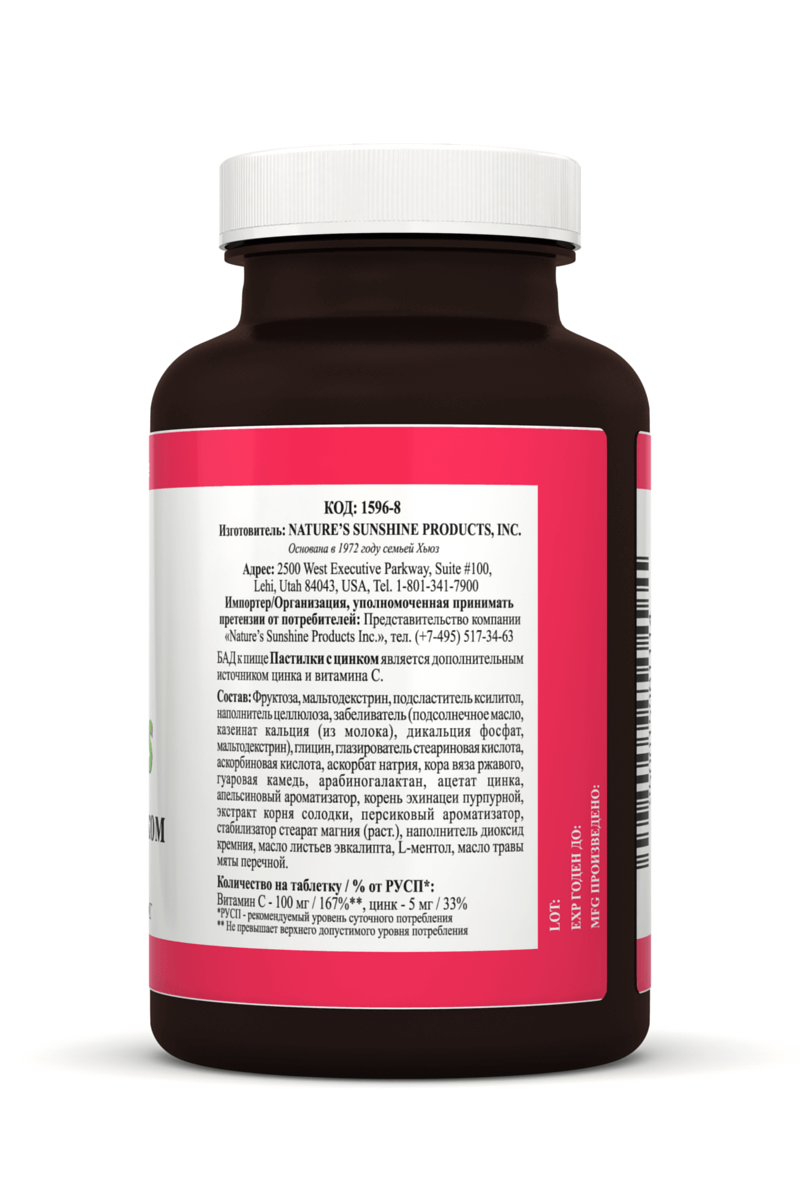 КОД: 1596-8
Изготовитель: NATURE'S SUNSHINE PRODUCTS, INC.
Основана в 1972 году семьей Хьюз
Адрес: 2500 West Executive Parkway, Suite #100,
Lehi, Utah 84043, USA, Tel. 1-801-341-7900
Импортер/Организация, уполномоченная принимать
претензии от потребителей: Представительство компании
«Nature's Sunshine Products Inc.», тел. (+7-495) 517-34-63
БАД к пище Пастилки с цинком является дополнительным
источником цинка и витамина С.
Состав: Фруктоза, мальтодекстрин, подсластитель ксилитол,
наполнитель целлюлоза, забеливатель (подсолнечное масло,
казеинат кальция (из молока), дикальция фосфат,
мальтодекстрин), глицин, глазирователь стеариновая кислота,
аскорбиновая кислота, аскорбат натрия, кора вяза ржавого,
гуаровая камедь, арабиногалактан, ацетат цинка,
апельсиновый ароматизатор, корень эхинацеи пурпурной,
экстракт корня солодки, персиковый ароматизатор,
стабилизатор стеарат магния (раст.), наполнитель диоксид
кремния, масло листьев эвкалипта, L-ментол, масло травы
мяты перечной.
Количество на таблетку / % от РУСП*:
Витамин С - 100 мг / 167%**, цинк - 5 мг / 33%
*РУСП - рекомендуемый уровень суточного потребления
** Не превышает верхнего допустимого уровня потребления
LOT:
EXP ГОДЕН ДО:
MFG ПРОИЗВЕДЕНО: